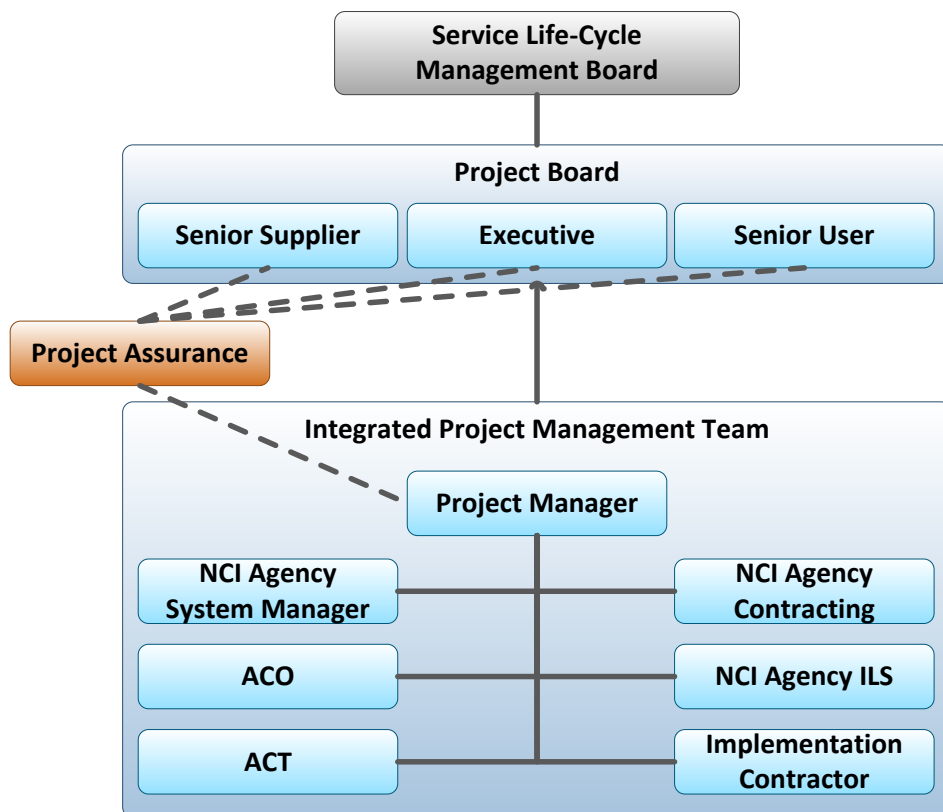 Service Life-Cycle
Management Board
Project Board
Senior Supplier
Executive
Senior User
Project Assurance
Integrated Project Management Team
Project Manager
NCI Agency
System Manager
NCI Agency
Contracting
ACO
NCI Agency ILS
ACT
Implementation
Contractor